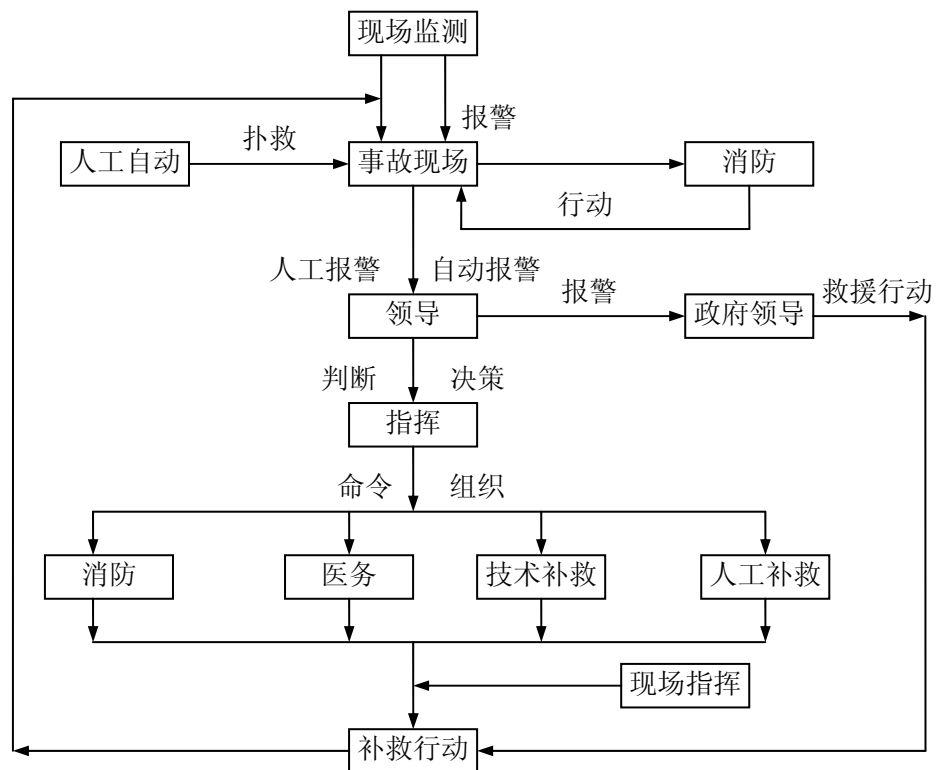 现场监测
报警
扑救
人工自动
事故现场
消防
行动
人工报警
自动报警
报警
救援行动
领导
政府领导
判断
决策
指挥
命令
组织
消防
医务
技术补救
人工补救
现场指挥
补救行动